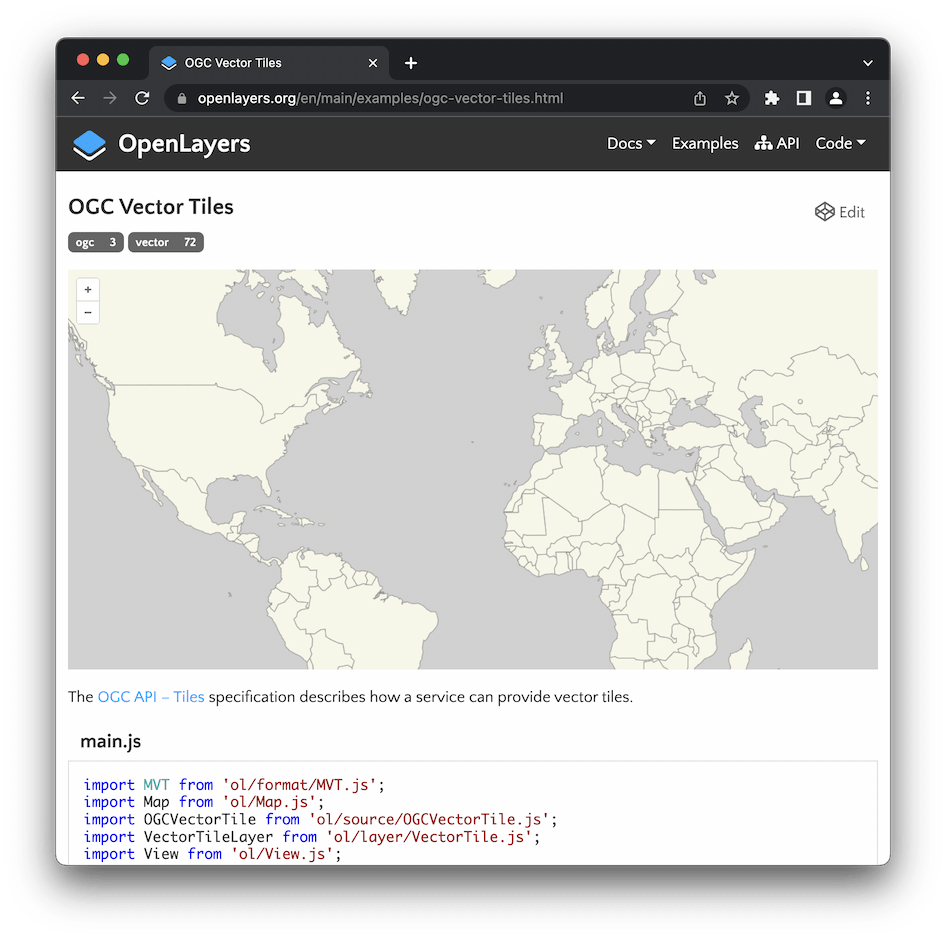 OGC Vector Tiles
openlayers.org/en/main/examples/ogc-vector-tiles.html
OpenLayers
Docs Examples API Code
OGC Vector Tiles
Edit
ogc 3 vector 72
+
−
The OGC API – Tiles specification describes how a service can provide vector tiles.
main.js
import MVT from 'ol/format/MVT.js';
import Map from 'ol/Map.js';
import OGCVectorTile from 'ol/source/OGCVectorTile.js';
import VectorTileLayer from 'ol/layer/VectorTile.js';
import View from 'ol/View.js';